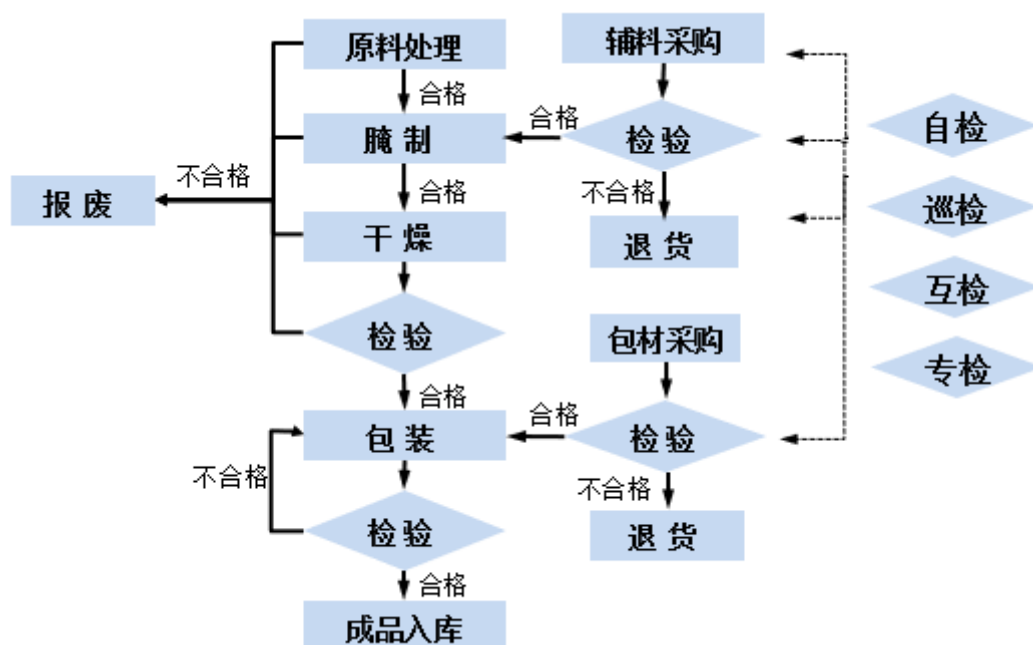 原料处理
辅料采购
合格
腌制
合格
检验
自检
不合格
报废
合格
不合格
巡检
干燥
退货
互检
检验
包材采购
专检
合格
合格
包装
检验
不合格
不合格
检验
退货
合格
成品入库